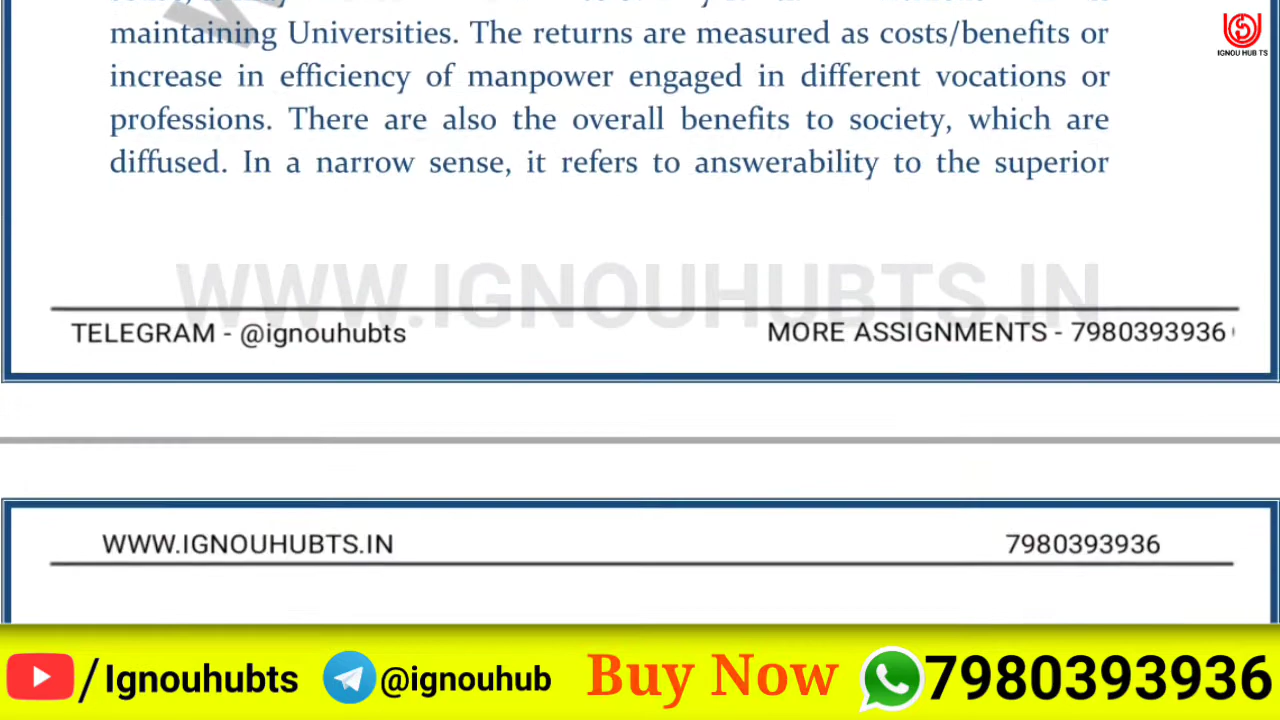 maintaining Universities. The returns are measured as costs/benefits or
increase in efficiency of manpower engaged in different vocations or
professions. There are also the overall benefits to society, which are
diffused. In a narrow sense, it refers to answerability to the superior
IGNOU HUB TS
WWW.IGNOUHUBTS.IN
TELEGRAM - @ignouhubts MORE ASSIGNMENTS - 7980393936
WWW.IGNOUHUBTS.IN 7980393936
/Ignouhubts @ignouhub Buy Now 7980393936